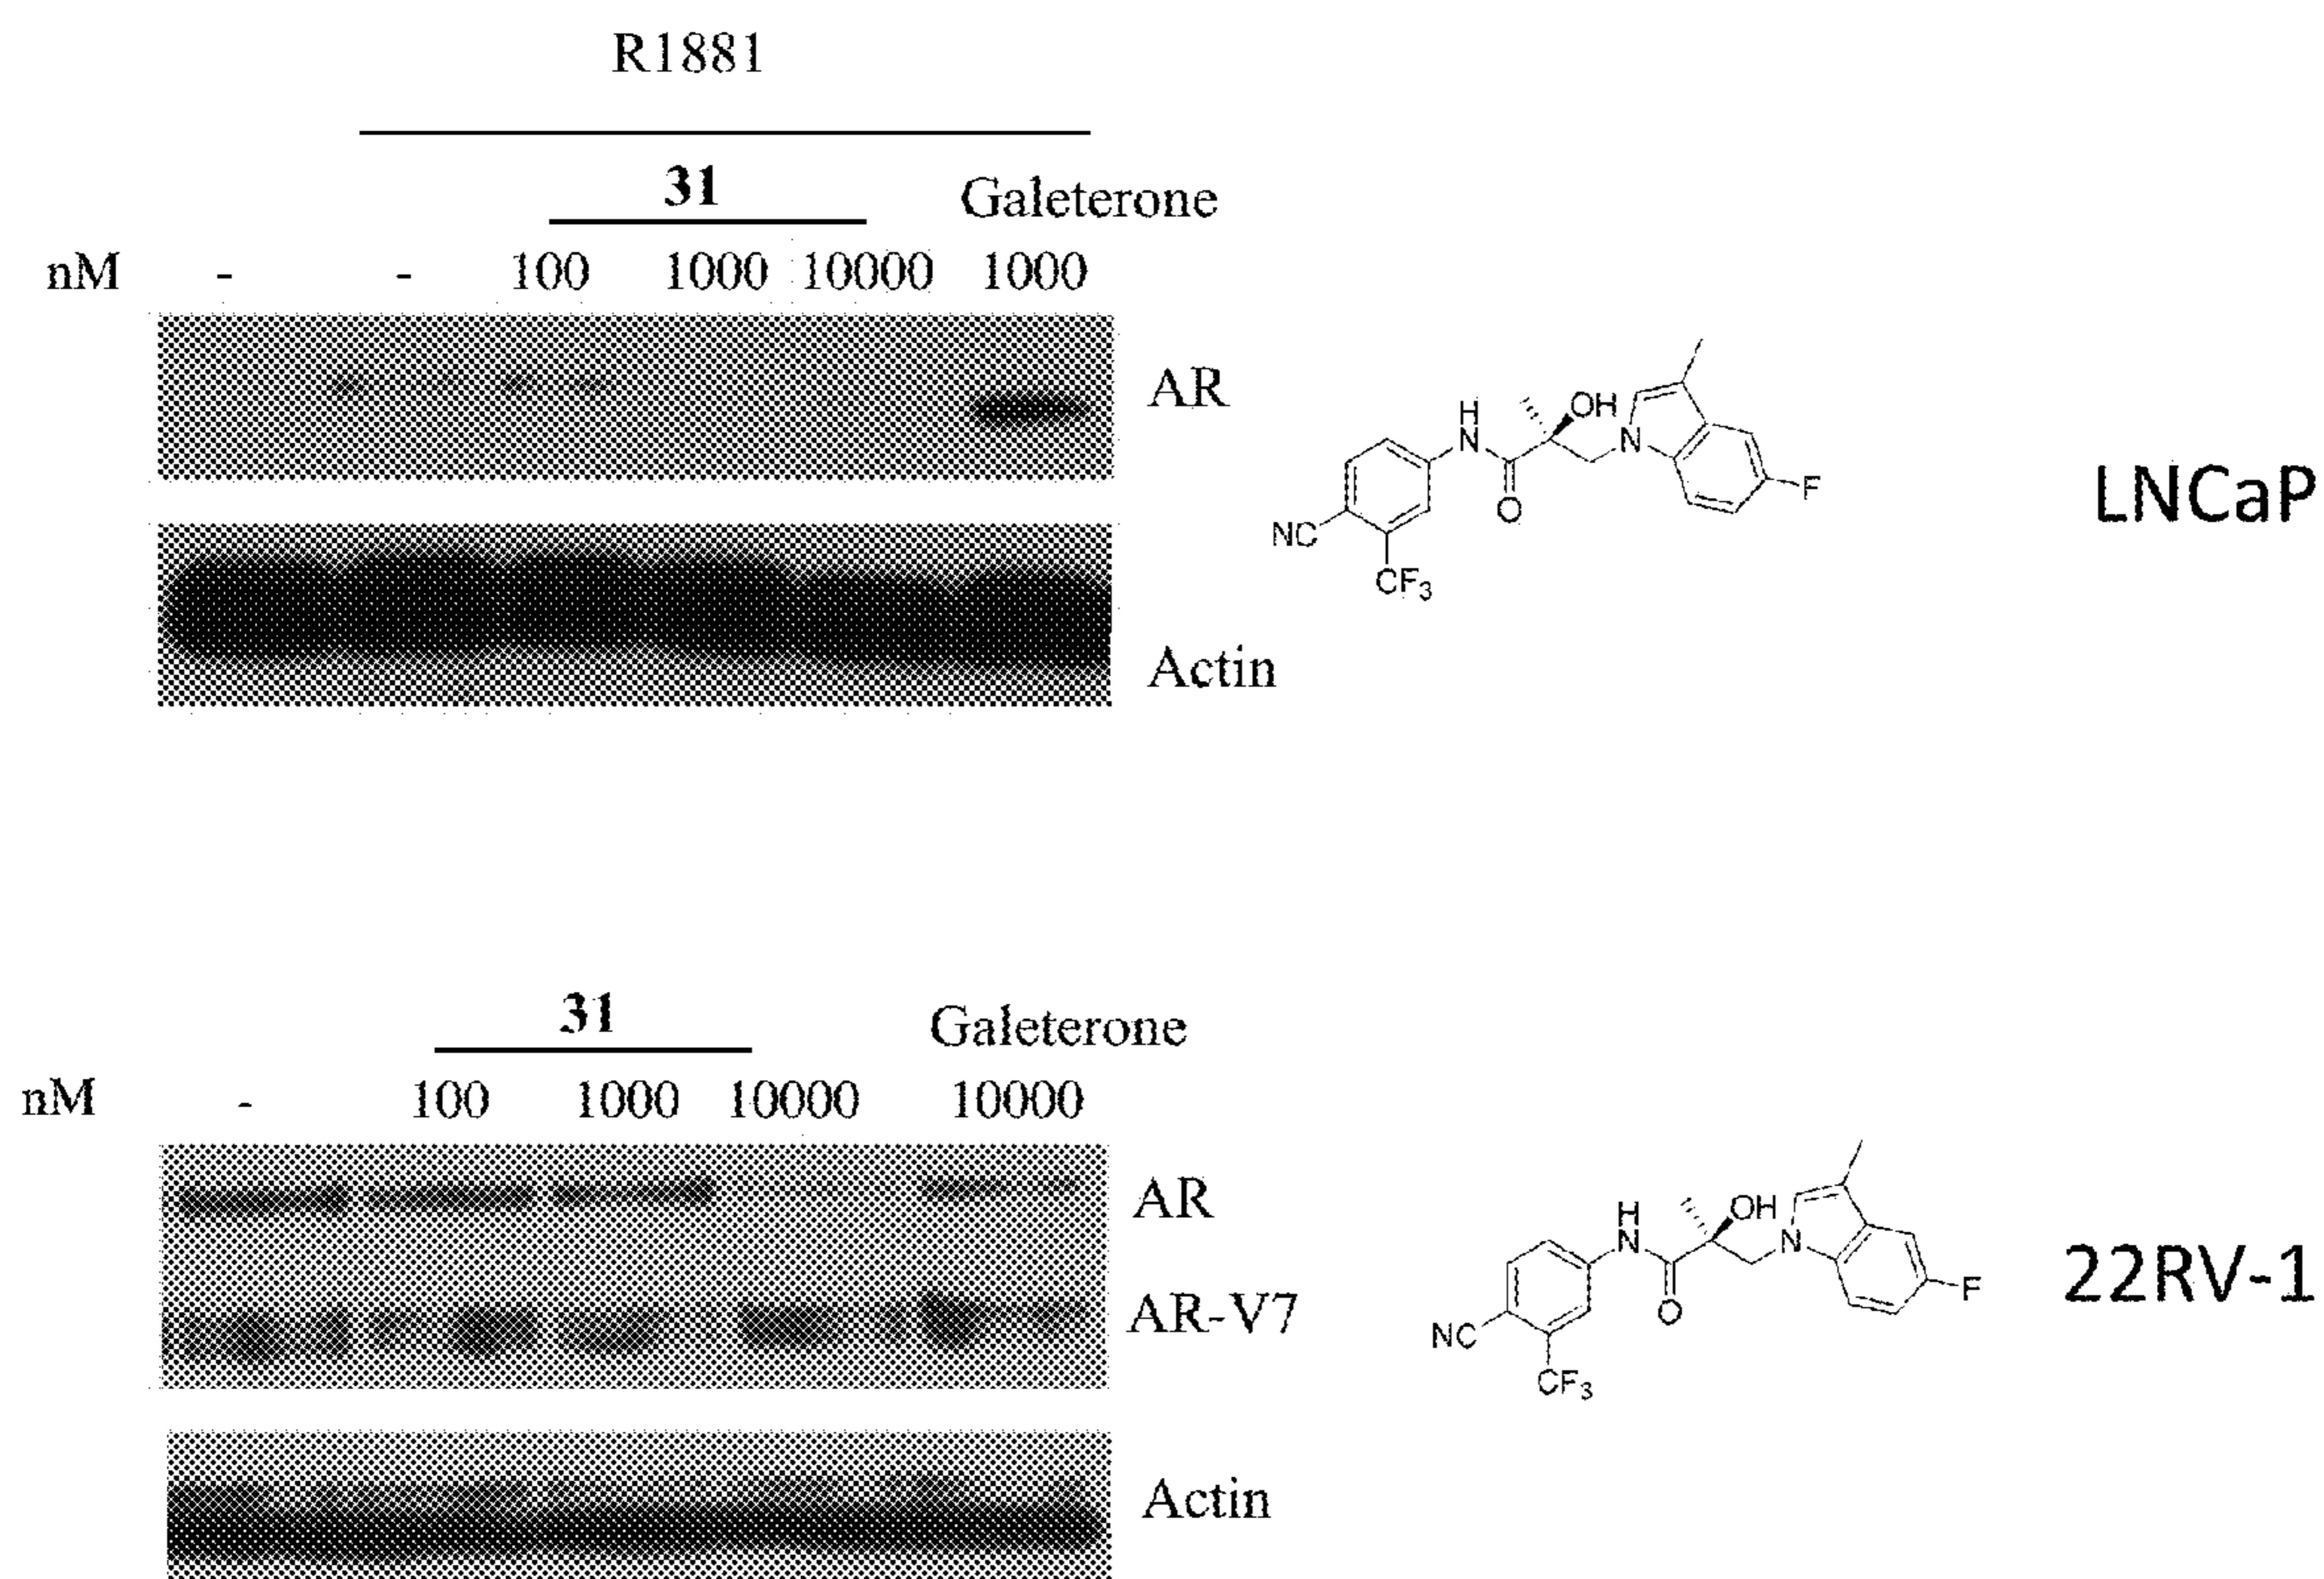 R1881
31 Galeterone
nM - - 100 1000 10000 1000
AR
Actin
H
N
O
OH
N
F
NC
CF3
LNCaP
31 Galeterone
nM - 100 1000 10000 10000
AR
AR-V7
Actin
H
N
O
OH
N
F
NC
CF3
22RV-1